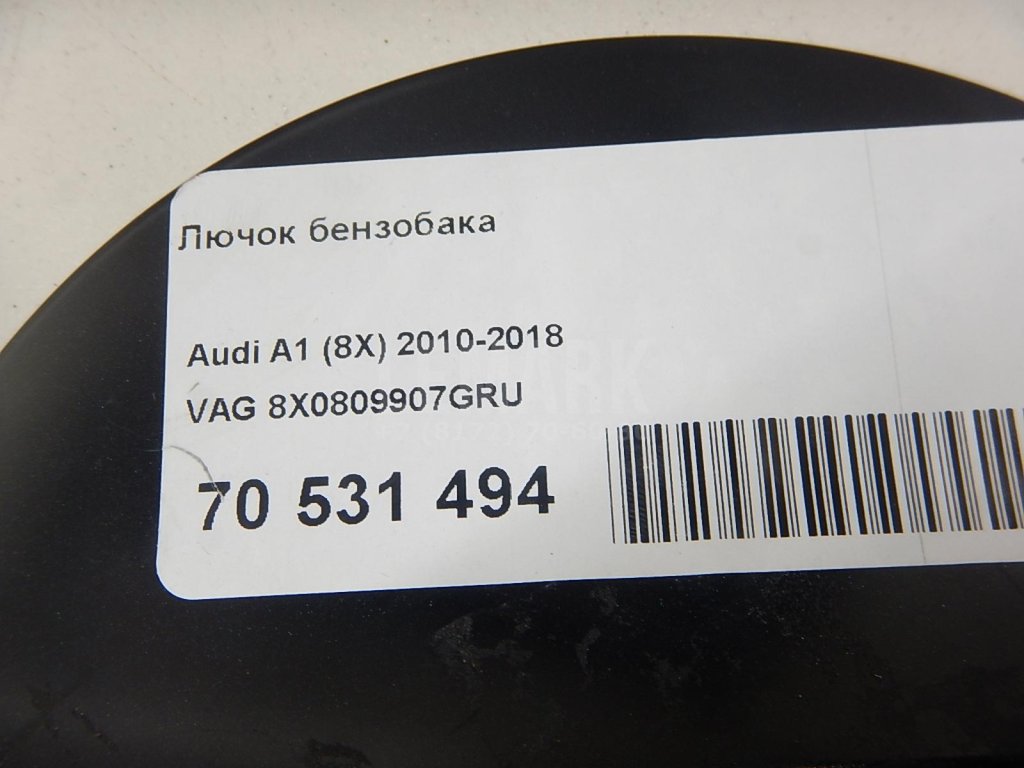 Лючок бензобака
Audi A1 (8X) 2010-2018
VAG 8X0809907GRU
70 531 494